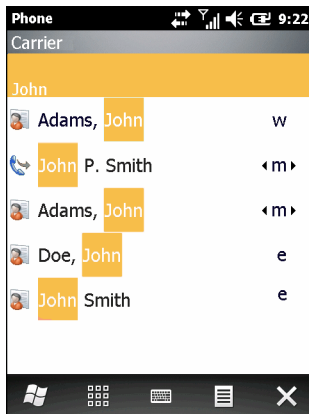 Phone 9:22
Carrier
John
Adams, John w
John P. Smith m
Adams, John m
Doe, John e
John Smith e